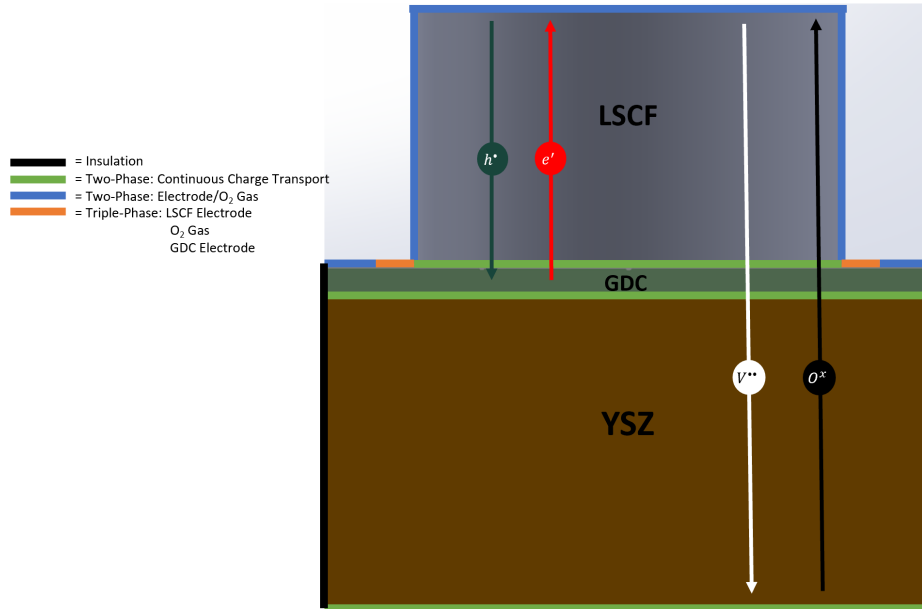 LSCF
h•
e′
= Insulation
= Two-Phase: Continuous Charge Transport
= Two-Phase: Electrode/O₂ Gas
= Triple-Phase: LSCF Electrode
O₂ Gas
GDC Electrode
GDC
V••
Oˣ
YSZ